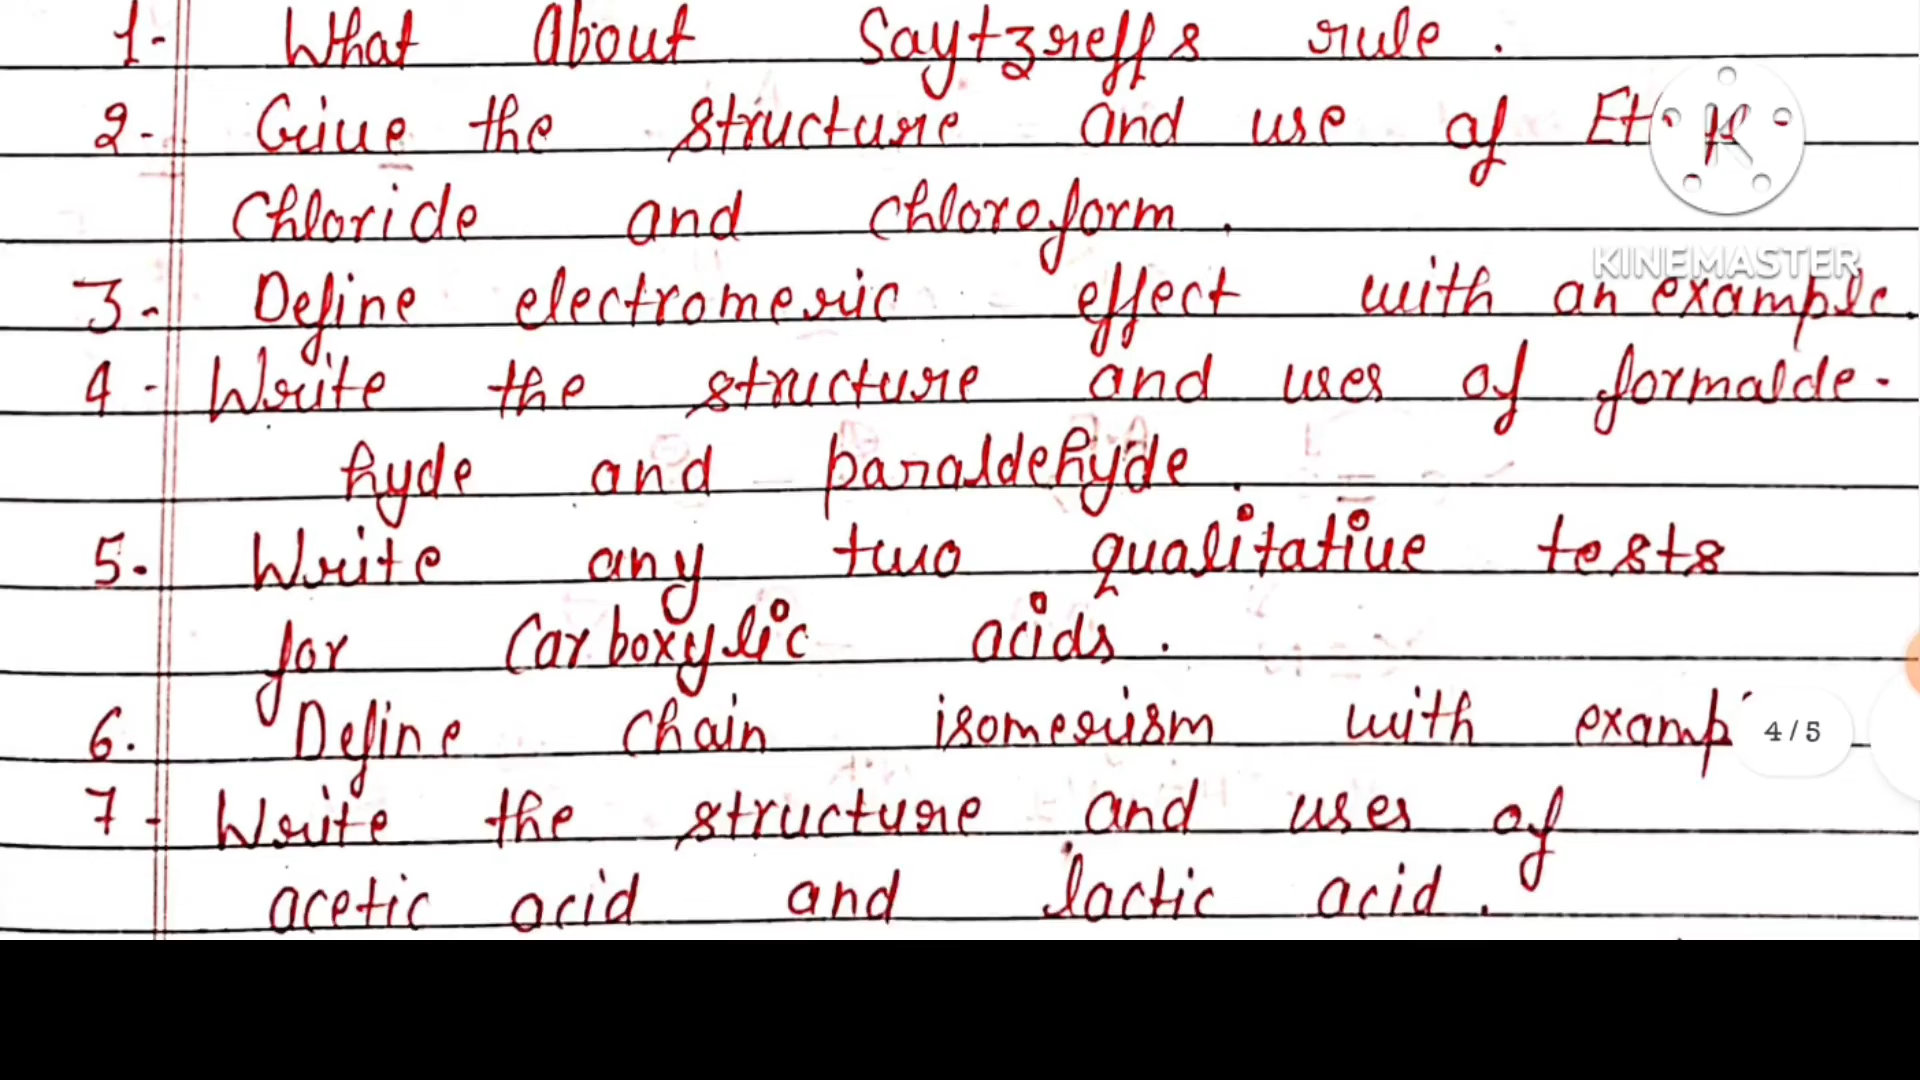 1- What about Saytzreffs rule.
2- Give the structure and use of Et
K
chloride and chloroform.
KINEMASTER
3- Define electromeric effect with an example.
4- Write the structure and uses of formalde-
hyde and paraldehyde.
5. Write any two qualitative tests
for Carboxylic acids.
6. Define chain isomerism with examp
4/5
7- Write the structure and uses of
acetic acid and lactic acid.